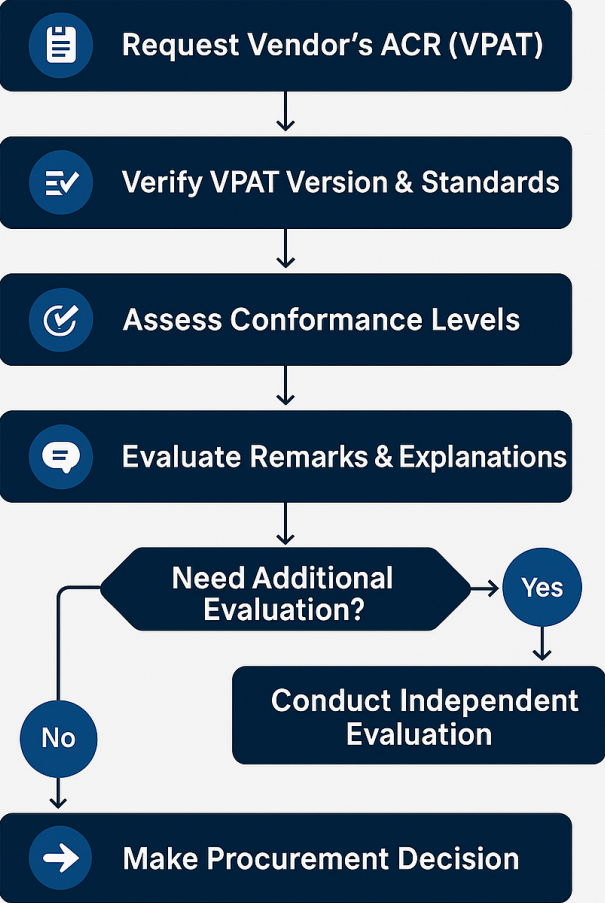 Request Vendor's ACR (VPAT)
Verify VPAT Version & Standards
Assess Conformance Levels
Evaluate Remarks & Explanations
Need Additional
Evaluation?
Yes
Conduct Independent
Evaluation
No
Make Procurement Decision